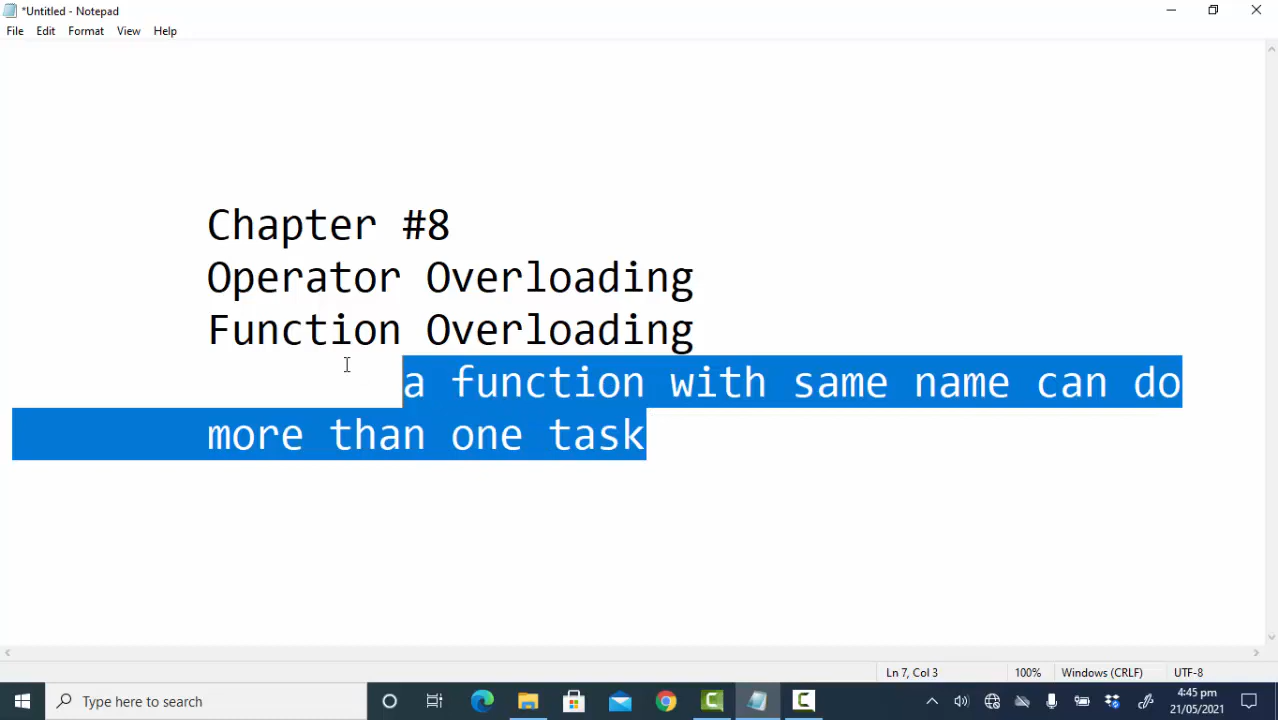 *Untitled - Notepad
File Edit Format View Help
Chapter #8
Operator Overloading
Function Overloading
a function with same name can do
more than one task
Ln 7, Col 3 100% Windows (CRLF) UTF-8
Type here to search
4:45 pm
21/05/2021